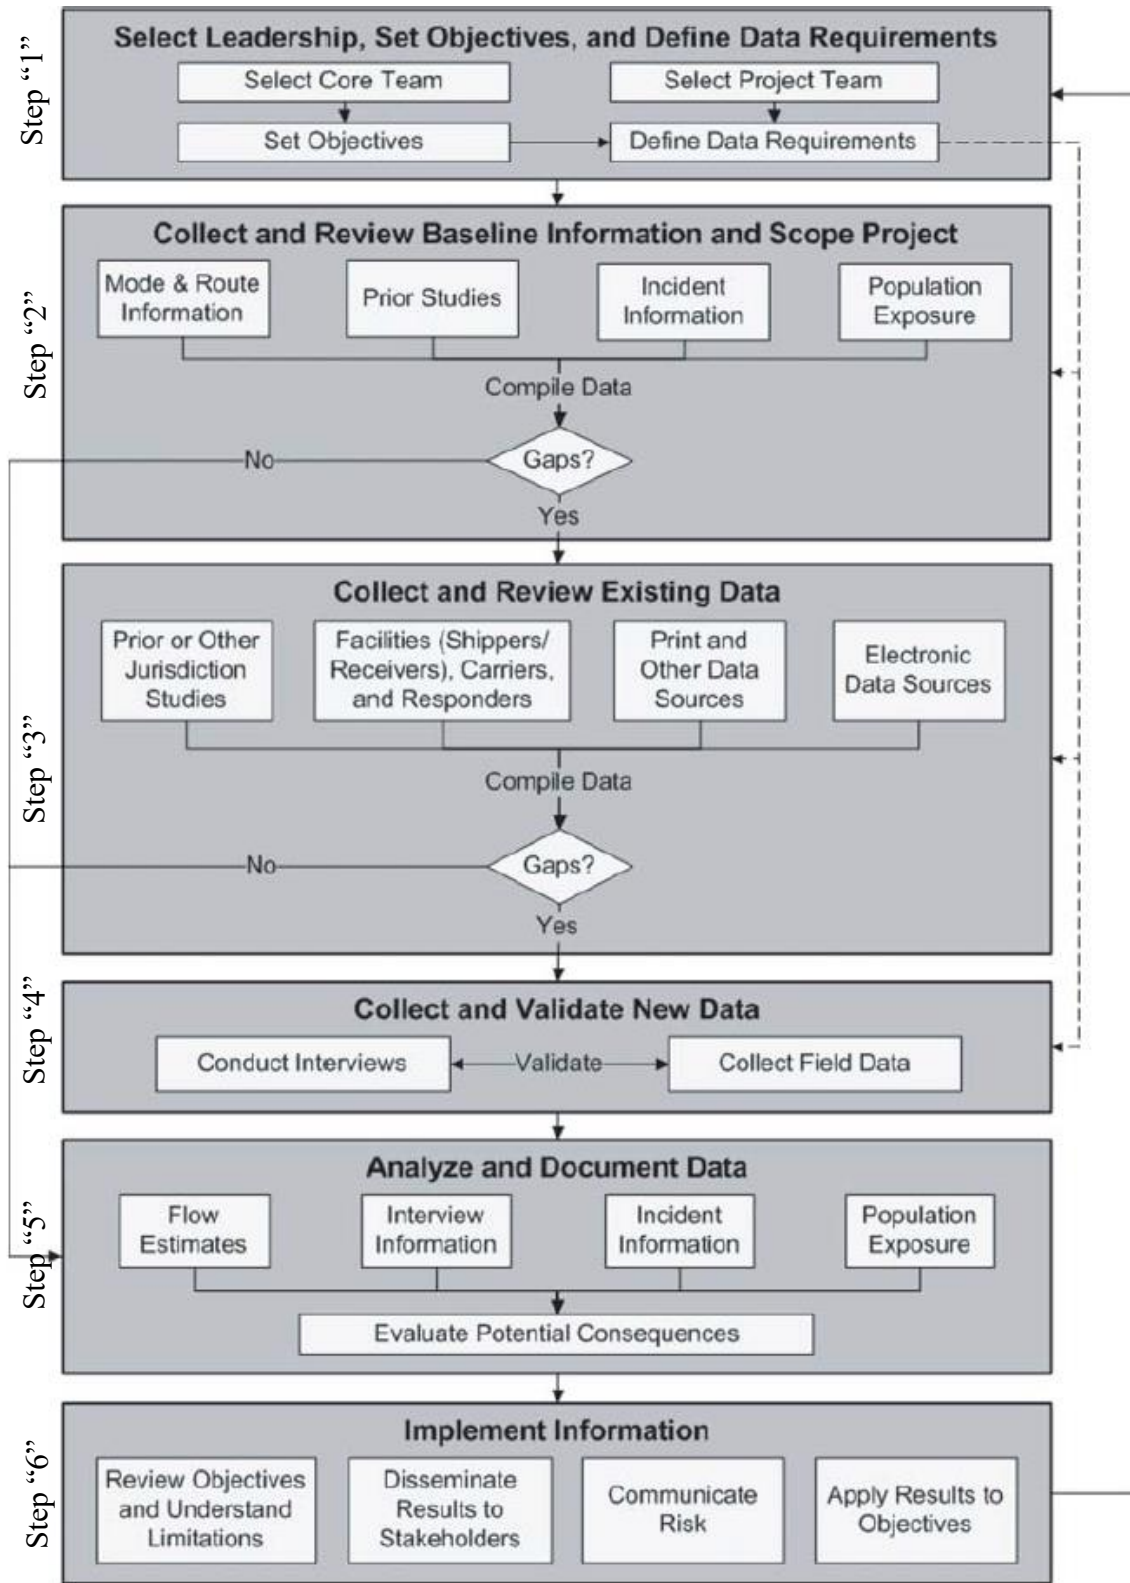 Step “1”
Select Leadership, Set Objectives, and Define Data Requirements
Select Core Team
Select Project Team
Set Objectives
Define Data Requirements
Step “2”
Collect and Review Baseline Information and Scope Project
Mode & Route
Information
Prior Studies
Incident
Information
Population
Exposure
Compile Data
Gaps?
No
Yes
Step “3”
Collect and Review Existing Data
Prior or Other
Jurisdiction
Studies
Facilities (Shippers/
Receivers), Carriers,
and Responders
Print and
Other Data
Sources
Electronic
Data Sources
Compile Data
Gaps?
No
Yes
Step “4”
Collect and Validate New Data
Conduct Interviews
Validate
Collect Field Data
Step “5”
Analyze and Document Data
Flow
Estimates
Interview
Information
Incident
Information
Population
Exposure
Evaluate Potential Consequences
Step “6”
Implement Information
Review Objectives
and Understand
Limitations
Disseminate
Results to
Stakeholders
Communicate
Risk
Apply Results to
Objectives